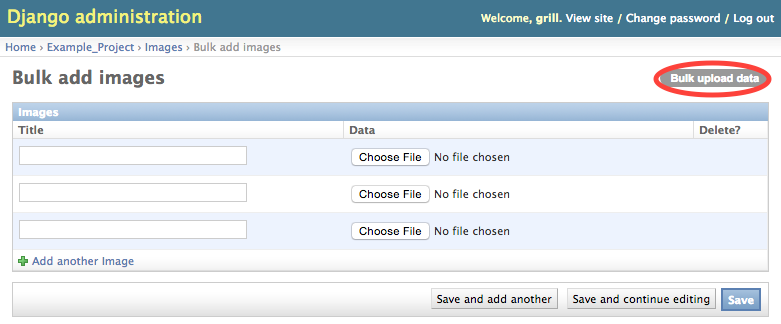 Django administration
Welcome, grill. View site / Change password / Log out
Home › Example_Project › Images › Bulk add images
Bulk add images
Bulk upload data
Images
Title Data Delete?
Choose File No file chosen
Choose File No file chosen
Choose File No file chosen
Add another Image
Save and add another Save and continue editing Save